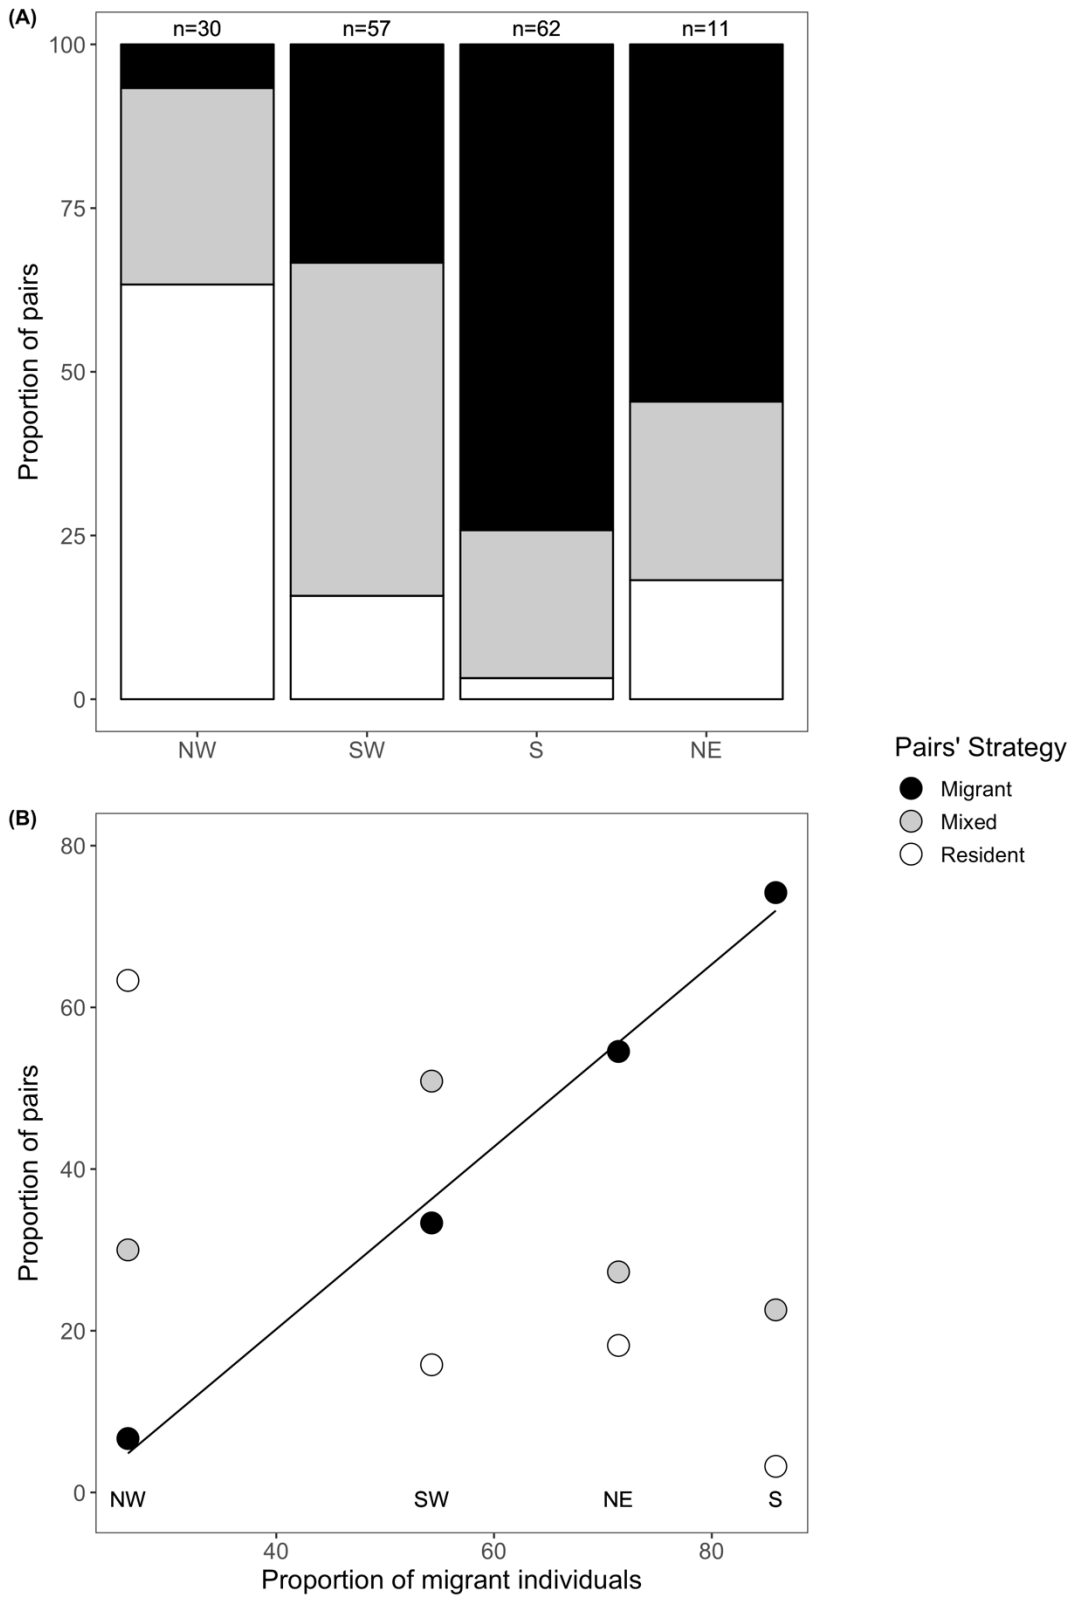 (A)
n=30 n=57 n=62 n=11
100
75
50
25
0
Proportion of pairs
NW SW S NE
Pairs' Strategy
Migrant
Mixed
Resident
(B)
80
60
40
20
0
Proportion of pairs
NW SW NE S
40 60 80
Proportion of migrant individuals